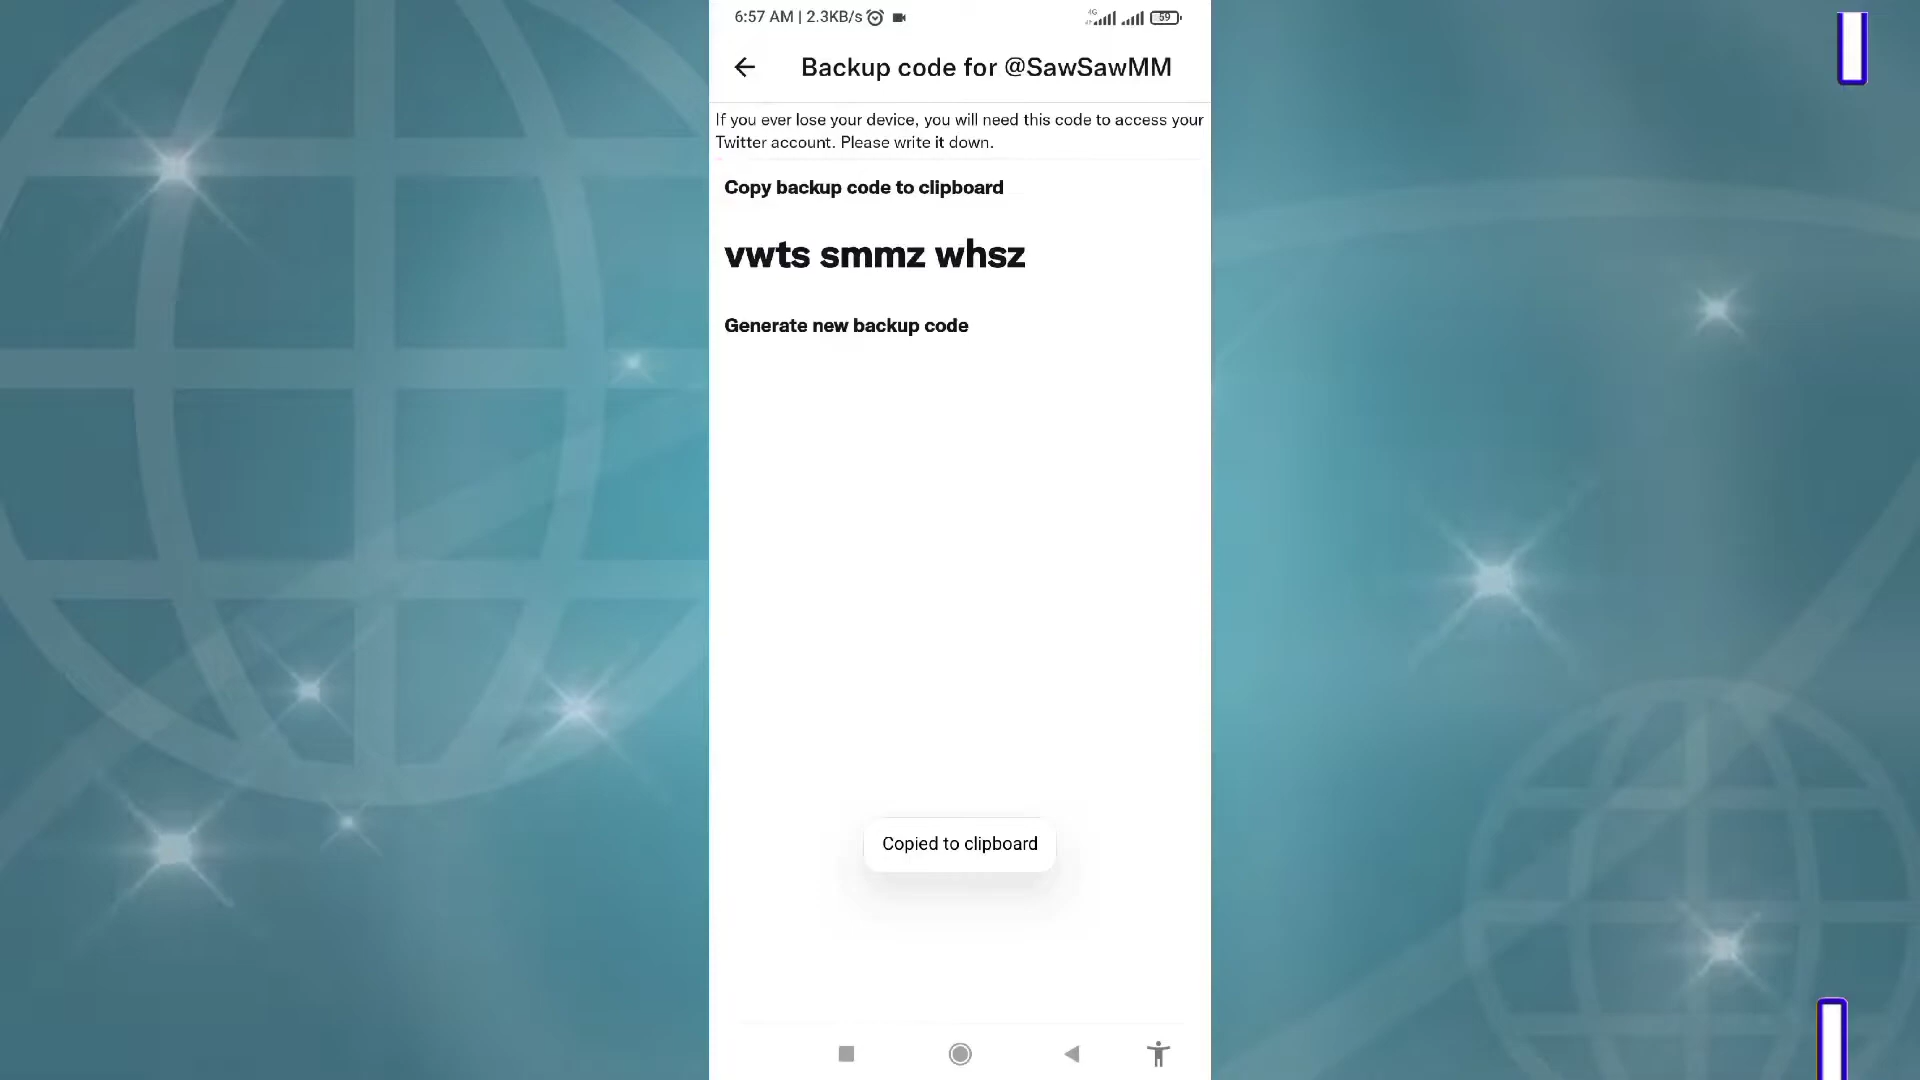 6:57 AM | 2.3KB/s
4G
59
Backup code for @SawSawMM
If you ever lose your device, you will need this code to access your
Twitter account. Please write it down.
Copy backup code to clipboard
vwts smmz whsz
Generate new backup code
Copied to clipboard